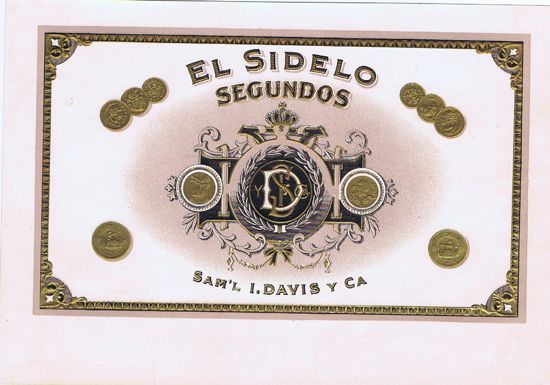 EL SIDELO
SEGUNDOS
Y S D C
SAM'L I. DAVIS Y CA